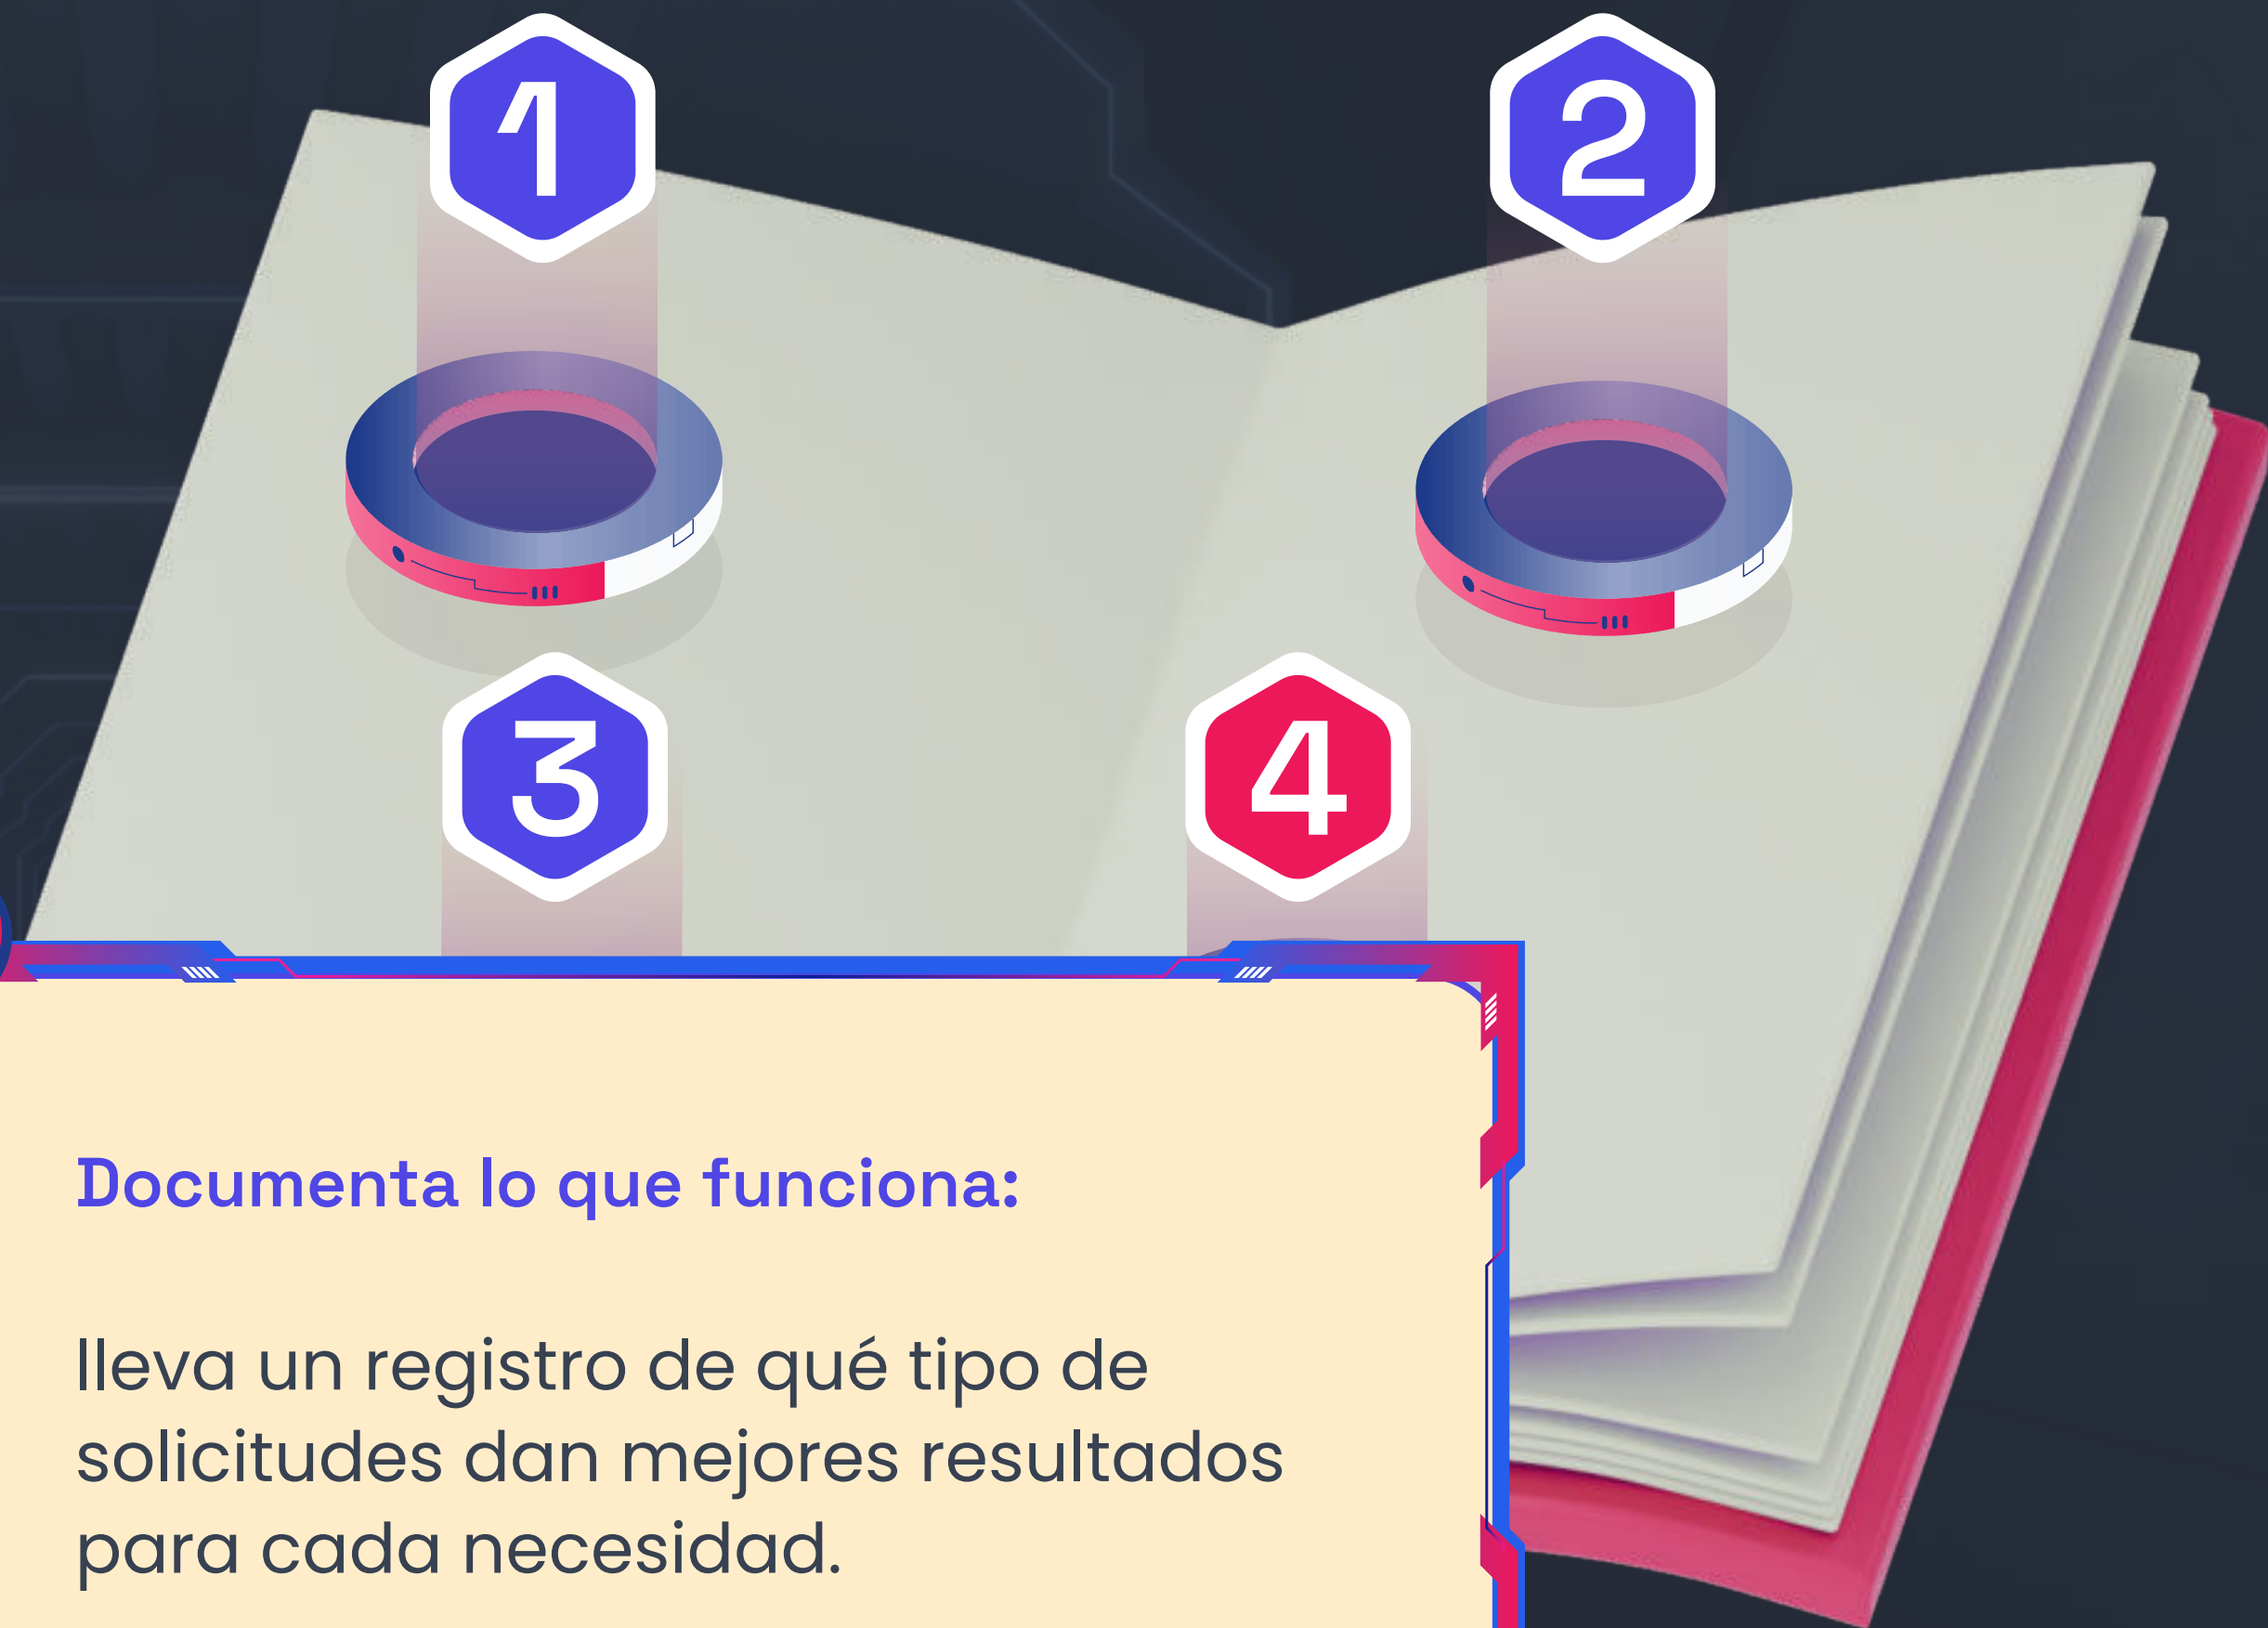 1
2
3
4
Documenta lo que funciona:
lleva un registro de qué tipo de
solicitudes dan mejores resultados
para cada necesidad.